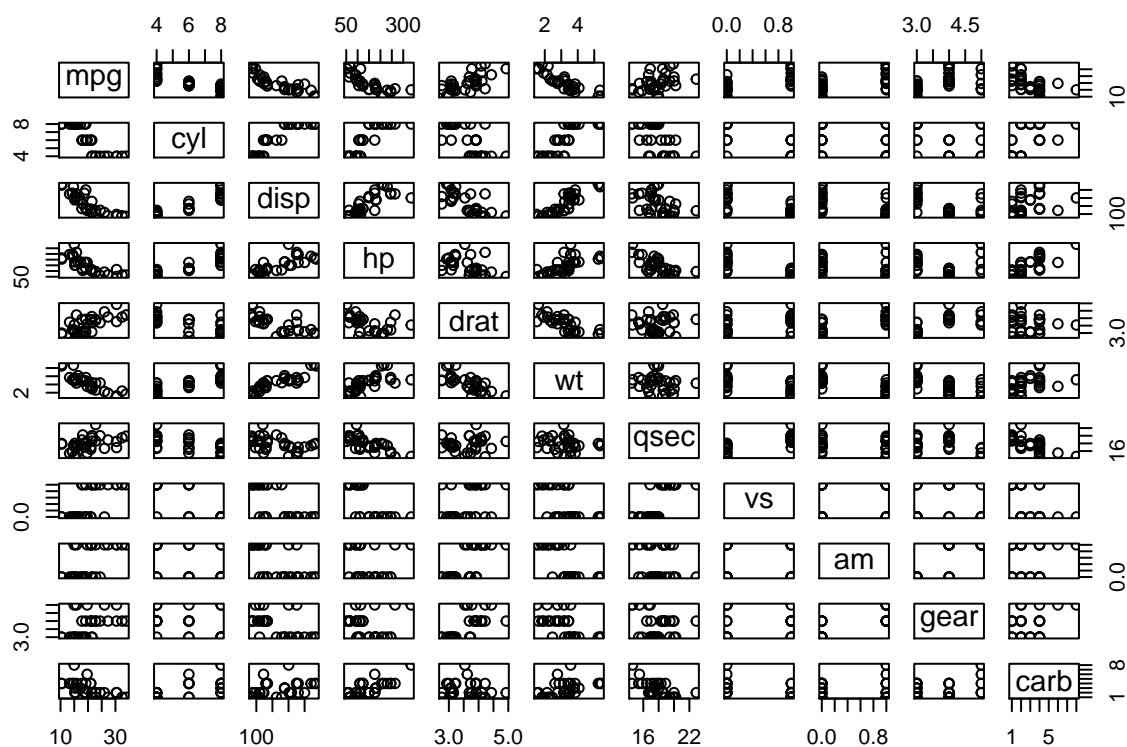 4 6 8 50 300 2 4 0.0 0.8 3.0 4.5
mpg 10
8 4 cyl
disp 100
50 hp
drat 3.0
2 wt
qsec 16
0.0 vs
am 0.0
3.0 gear
carb 8 1
10 30 100 3.0 5.0 16 22 0.0 1.0 1 5